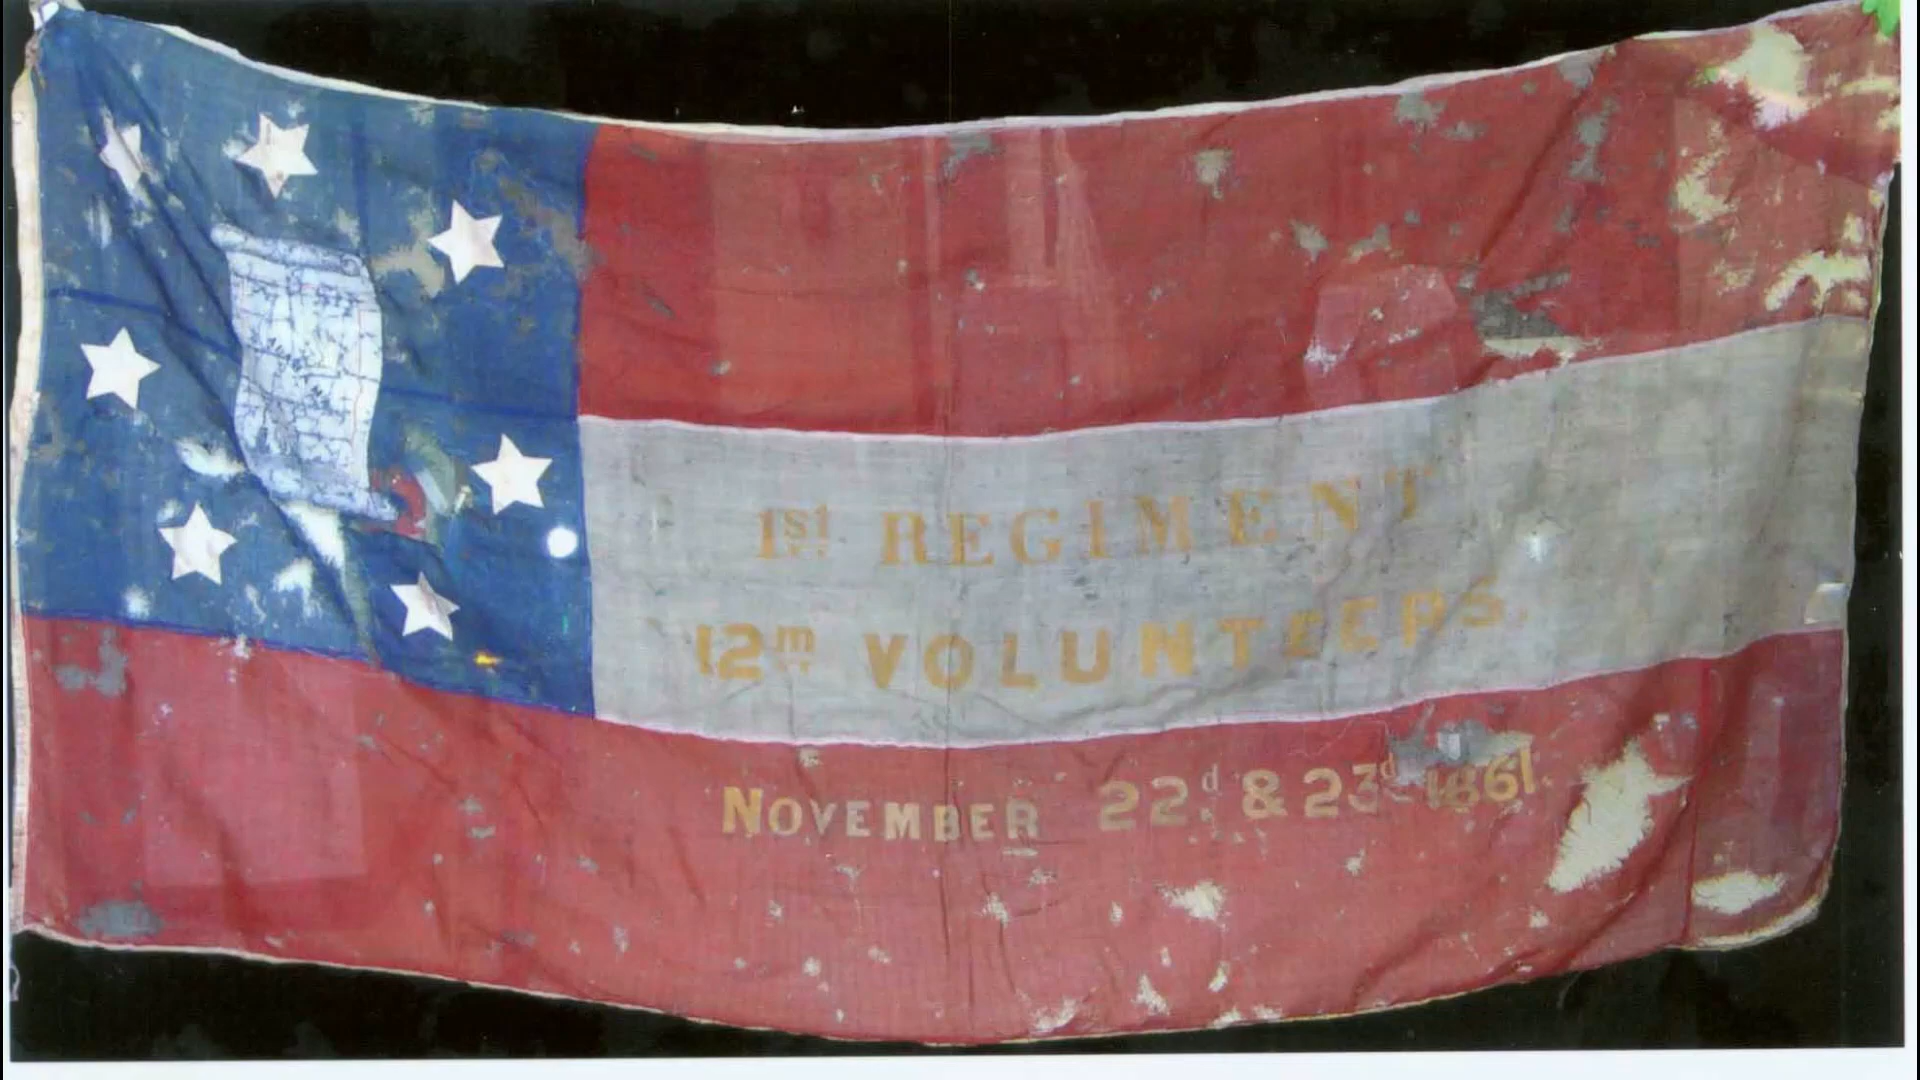 1st REGIMENT
12m VOLUNTEERS.
NOVEMBER 22d & 23d 1861.